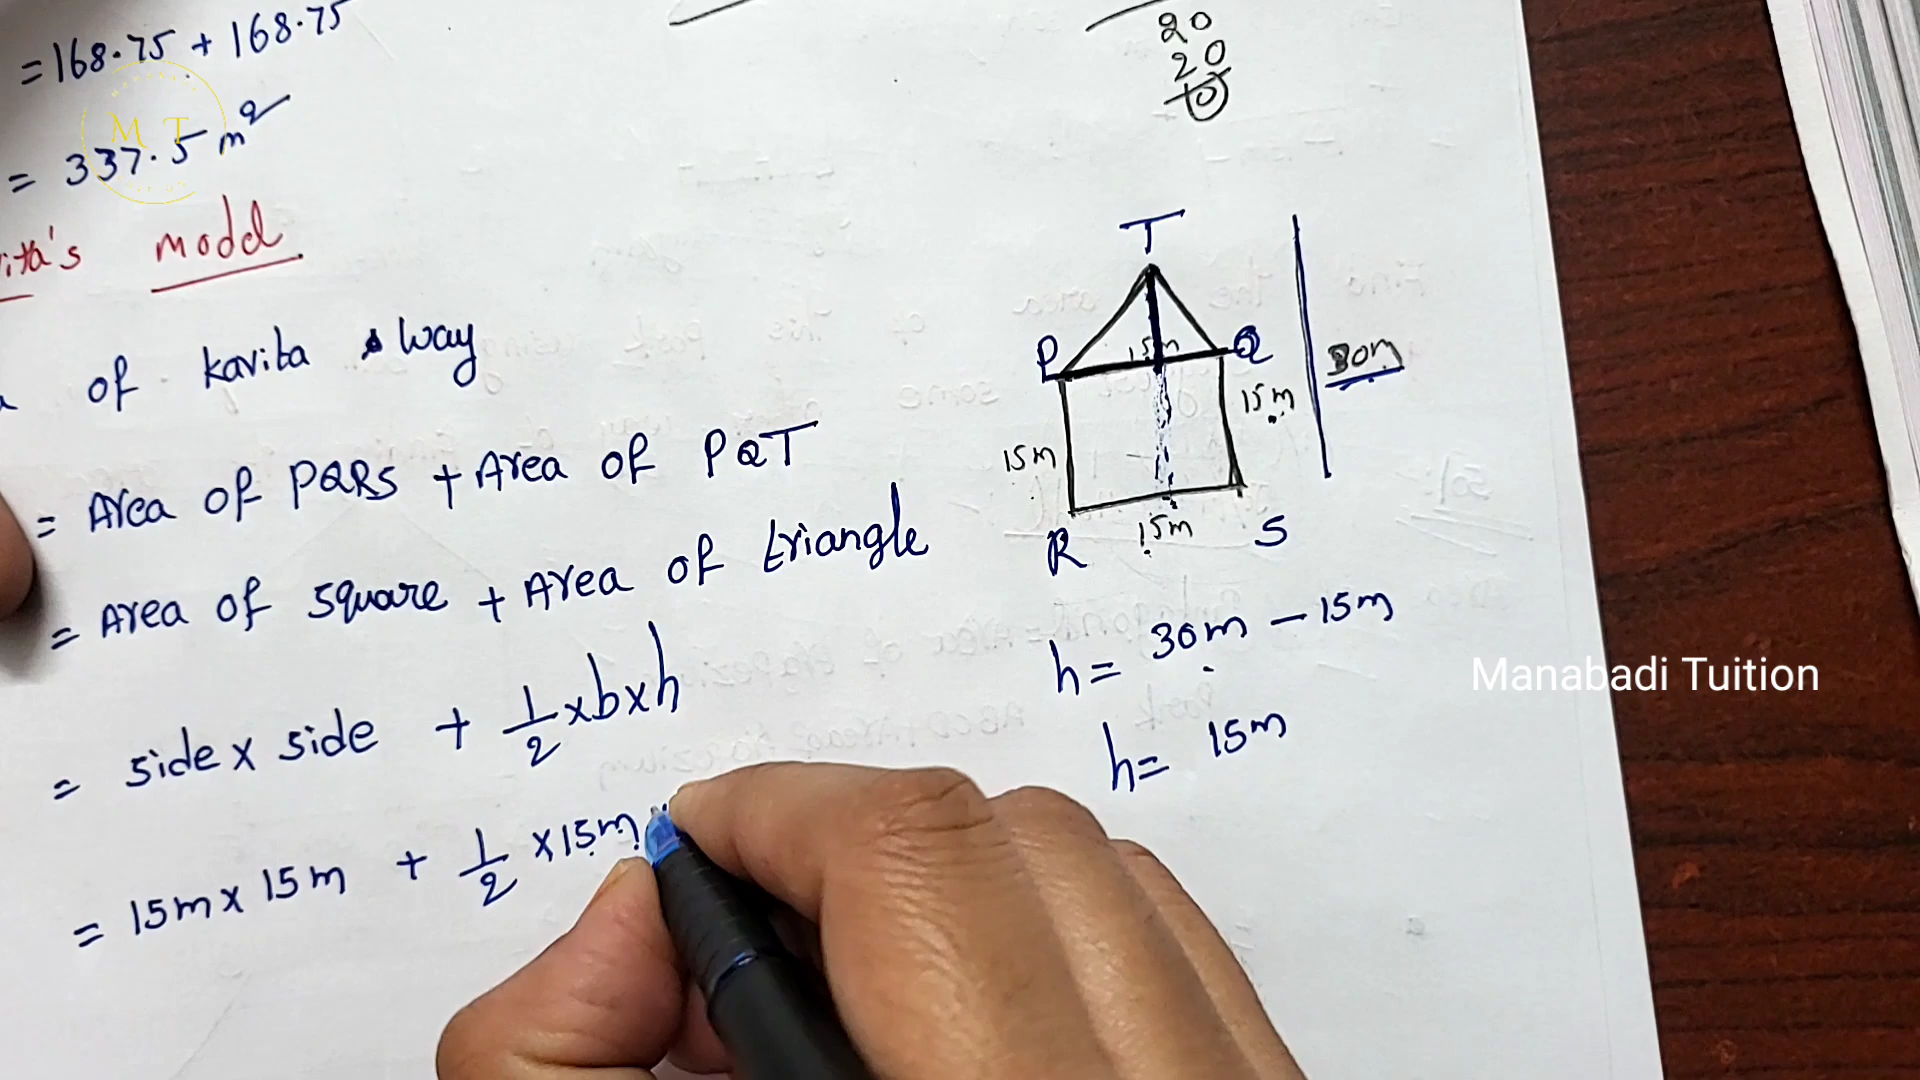 =168.75 + 168.75
= 337.5 m²
M T
model
of kavita way
= Area of PQRS + Area of PQT
= Area of square + Area of triangle
= side x side + 1/2 x b x h
= 15m x 15m + 1/2 x 15m
20
20
T
P 15m Q
15m
15m
30m
15m
R S
h = 30m - 15m
h = 15m
Manabadi Tuition